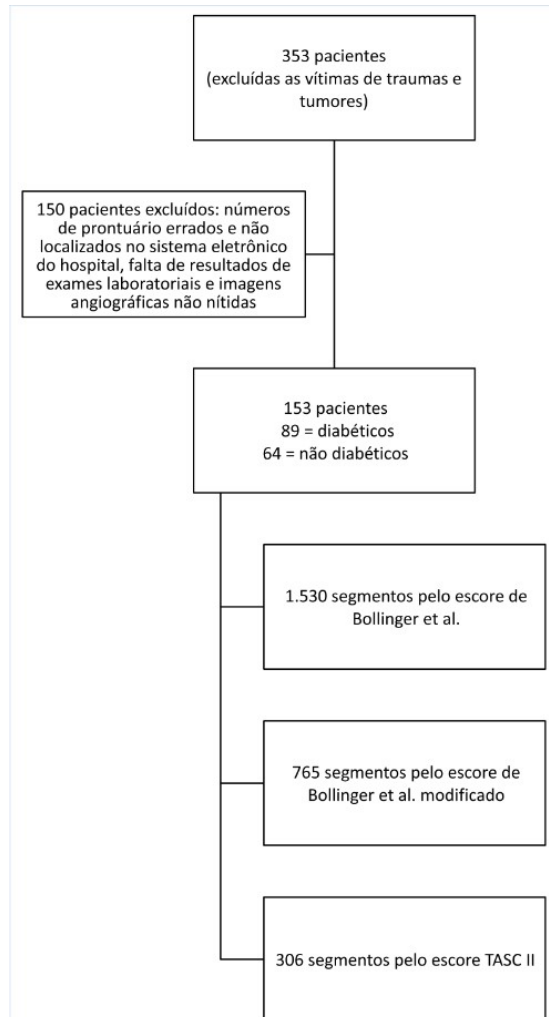 353 pacientes
(excluídas as vítimas de traumas e
tumores)
150 pacientes excluídos: números
de prontuário errados e não
localizados no sistema eletrônico
do hospital, falta de resultados de
exames laboratoriais e imagens
angiográficas não nítidas
153 pacientes
89 = diabéticos
64 = não diabéticos
1.530 segmentos pelo escore de
Bollinger et al.
765 segmentos pelo escore de
Bollinger et al. modificado
306 segmentos pelo escore TASC II